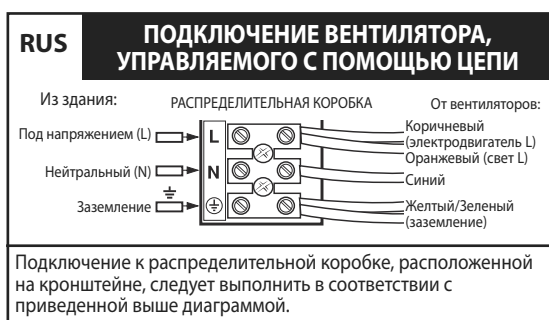 RUS
ПОДКЛЮЧЕНИЕ ВЕНТИЛЯТОРА,
УПРАВЛЯЕМОГО С ПОМОЩЬЮ ЦЕПИ
Из здания:
РАСПРЕДЕЛИТЕЛЬНАЯ КОРОБКА
От вентиляторов:
Под напряжением (L)
L
Коричневый
(электродвигатель L)
Оранжевый (свет L)
Нейтральный (N)
N
Синий
Заземление
Желтый/Зеленый
(заземление)
Подключение к распределительной коробке, расположенной
на кронштейне, следует выполнить в соответствии с
приведенной выше диаграммой.